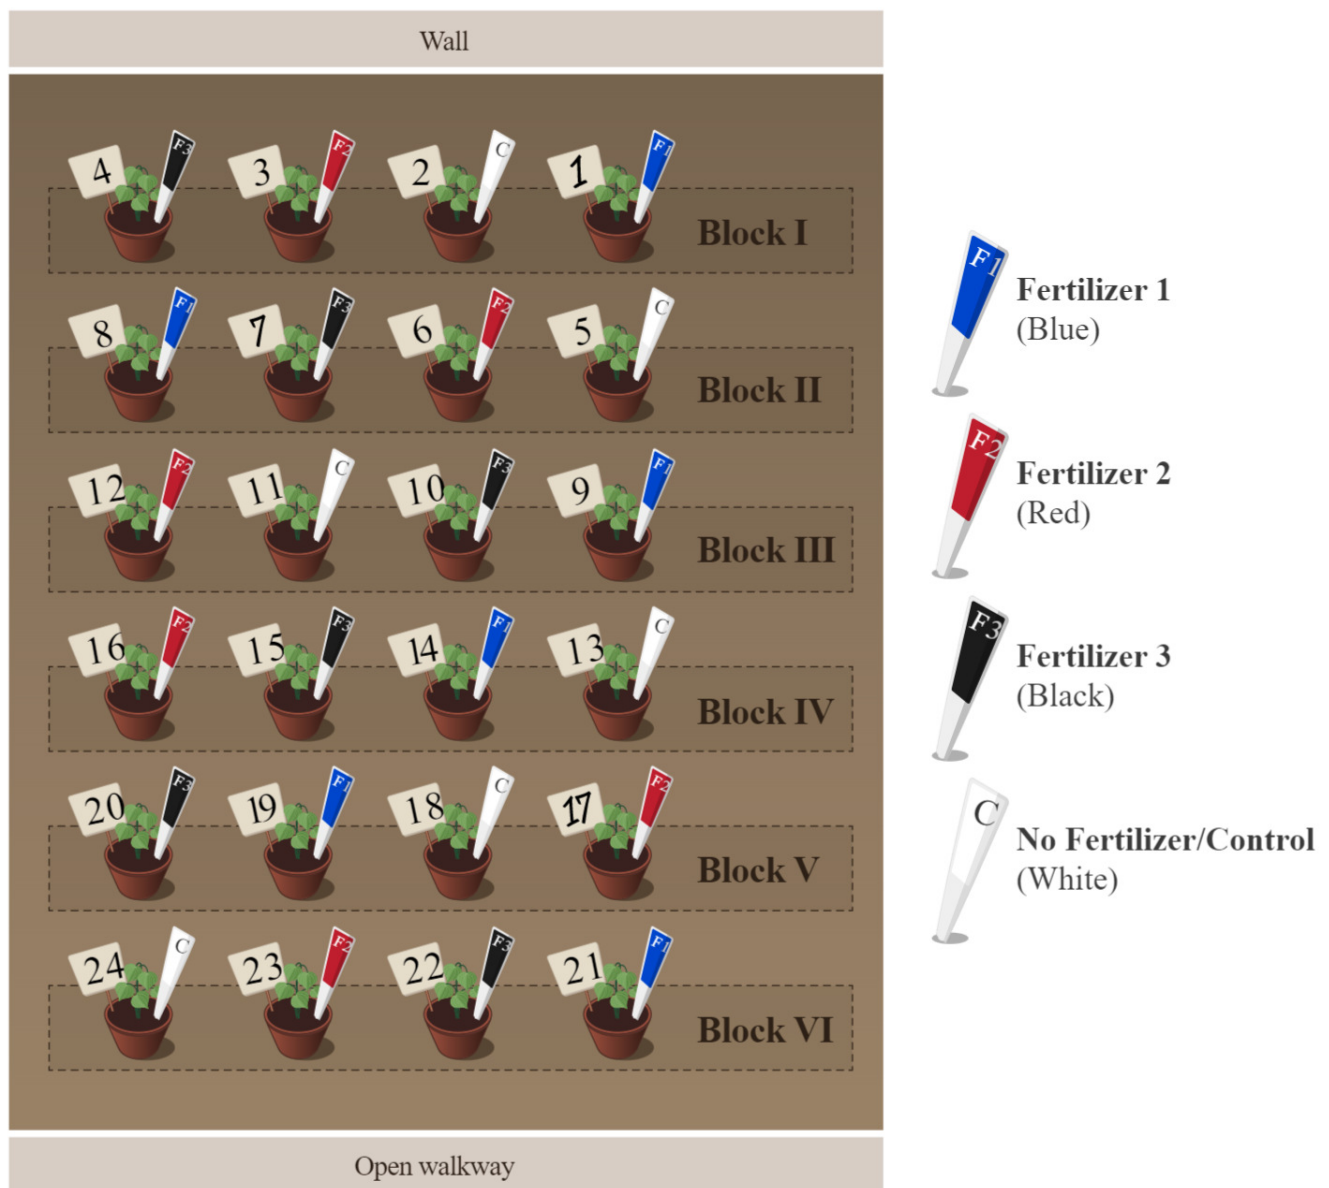 Wall
4 F3 3 F2 2 C 1 F1
Block I
8 F1 7 F3 6 F2 5 C
Block II
12 F2 11 C 10 F3 9 F1
Block III
16 F2 15 F3 14 F1 13 C
Block IV
20 F3 19 F1 18 C 17 F2
Block V
24 C 23 F2 22 F3 21 F1
Block VI
Open walkway
F1
Fertilizer 1
(Blue)
F2
Fertilizer 2
(Red)
F3
Fertilizer 3
(Black)
C
No Fertilizer/Control
(White)